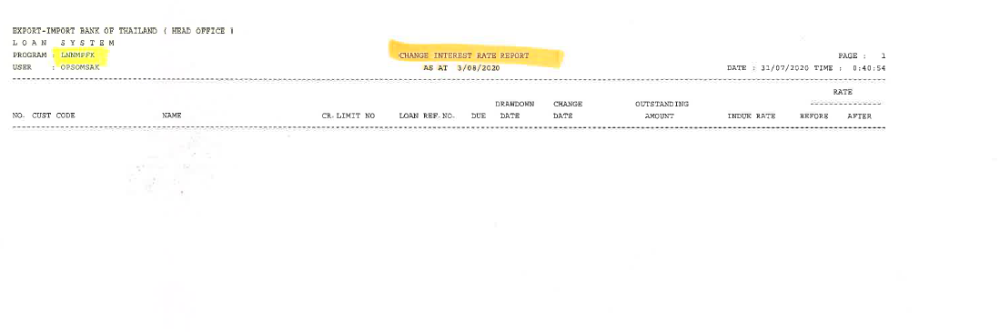 EXPORT-IMPORT BANK OF THAILAND ( HEAD OFFICE )
L O A N   S Y S T E M
PROGRAM : LNNMPFK CHANGE INTEREST RATE REPORT PAGE : 1
USER : OPSOMSAK AS AT 3/08/2020 DATE : 31/07/2020 TIME : 0:40:54
RATE
DRAWDOWN CHANGE OUTSTANDING
NO. CUST CODE NAME CR.LIMIT NO LOAN REF.NO. DUE DATE DATE AMOUNT INDUE RATE BEFORE AFTER